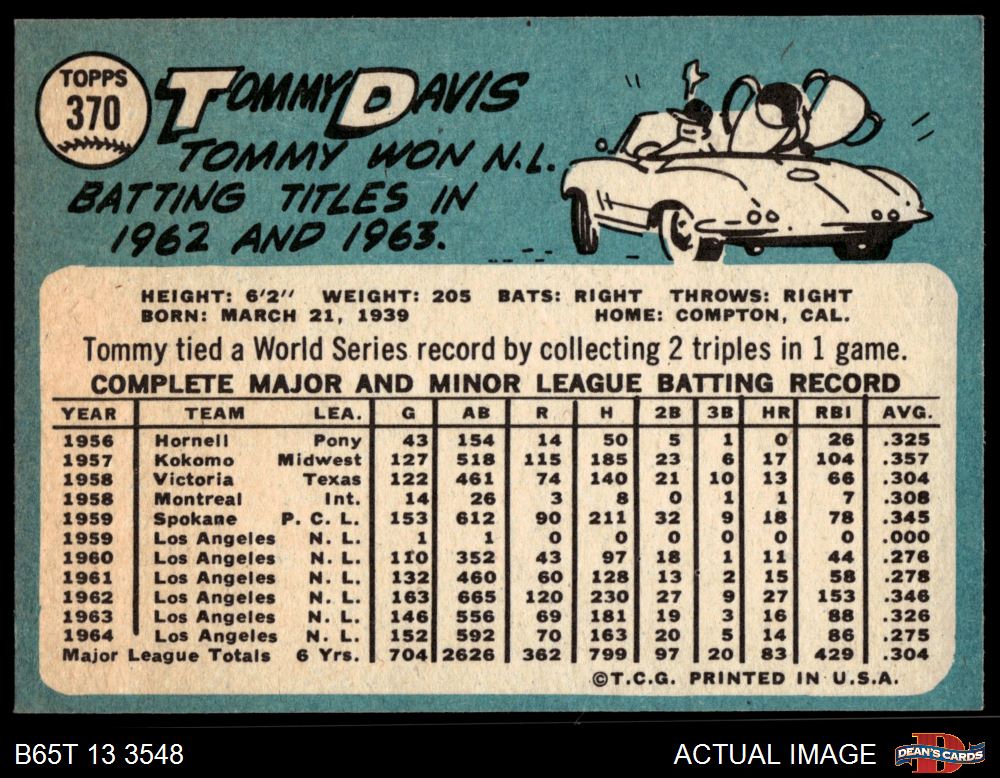 TOPPS
370
TOMMY DAVIS
TOMMY WON N.L.
BATTING TITLES IN
1962 AND 1963.
HEIGHT: 6'2" WEIGHT: 205 BATS: RIGHT THROWS: RIGHT
BORN: MARCH 21, 1939 HOME: COMPTON, CAL.
Tommy tied a World Series record by collecting 2 triples in 1 game.
COMPLETE MAJOR AND MINOR LEAGUE BATTING RECORD
YEAR TEAM LEA. G AB R H 2B 3B HR RBI AVG.
1956 Hornell Pony 43 154 14 50 5 1 0 26 .325
1957 Kokomo Midwest 127 518 115 185 23 6 17 104 .357
1958 Victoria Texas 122 461 74 140 21 10 13 66 .304
1958 Montreal Int. 14 26 3 8 0 1 1 7 .308
1959 Spokane P. C. L. 153 612 90 211 32 9 18 78 .345
1959 Los Angeles N. L. 1 1 0 0 0 0 0 0 .000
1960 Los Angeles N. L. 110 352 43 97 18 1 11 44 .276
1961 Los Angeles N. L. 132 460 60 128 13 2 15 58 .278
1962 Los Angeles N. L. 163 665 120 230 27 9 27 153 .346
1963 Los Angeles N. L. 146 556 69 181 19 3 16 88 .326
1964 Los Angeles N. L. 152 592 70 163 20 5 14 86 .275
Major League Totals 6 Yrs. 704 2626 362 799 97 20 83 429 .304
©T.C.G. PRINTED IN U.S.A.
B65T 13 3548 ACTUAL IMAGE DEAN'S CARDS